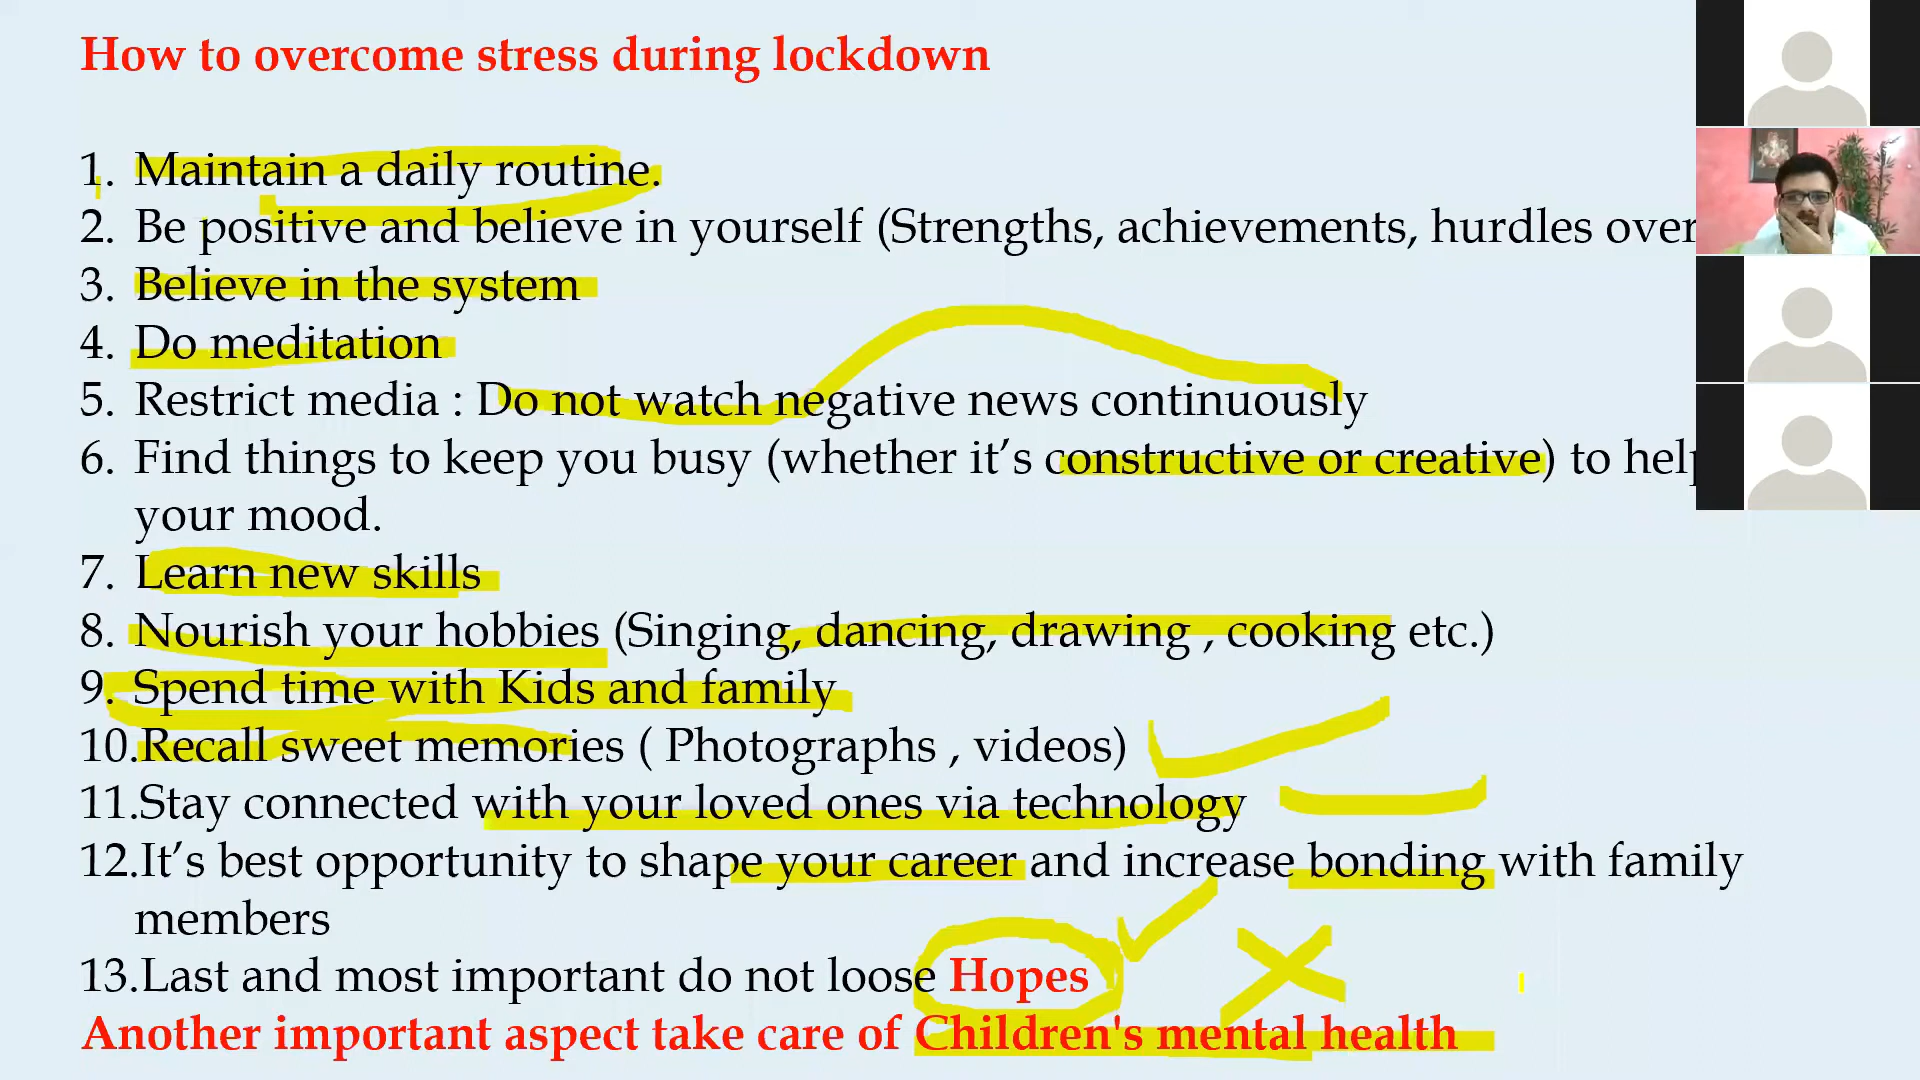 How to overcome stress during lockdown
1. Maintain a daily routine.
2. Be positive and believe in yourself (Strengths, achievements, hurdles over
3. Believe in the system
4. Do meditation
5. Restrict media : Do not watch negative news continuously
6. Find things to keep you busy (whether it’s constructive or creative) to help
your mood.
7. Learn new skills
8. Nourish your hobbies (Singing, dancing, drawing , cooking etc.)
9. Spend time with Kids and family
10.Recall sweet memories ( Photographs , videos)
11.Stay connected with your loved ones via technology
12.It’s best opportunity to shape your career and increase bonding with family
members
13.Last and most important do not loose Hopes
Another important aspect take care of Children's mental health